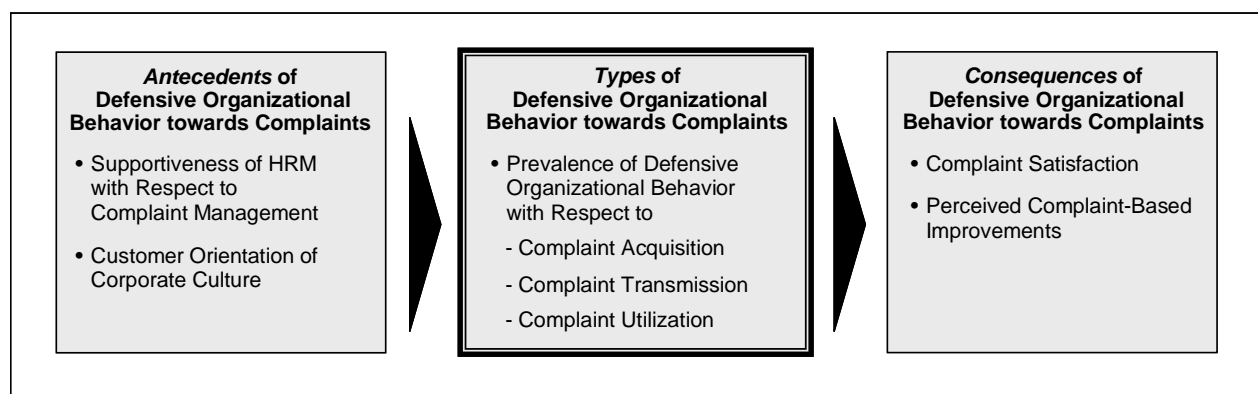 Antecedents of
Defensive Organizational
Behavior towards Complaints
• Supportiveness of HRM
with Respect to
Complaint Management
• Customer Orientation of
Corporate Culture
Types of
Defensive Organizational
Behavior towards Complaints
• Prevalence of Defensive
Organizational Behavior
with Respect to
- Complaint Acquisition
- Complaint Transmission
- Complaint Utilization
Consequences of
Defensive Organizational
Behavior towards Complaints
• Complaint Satisfaction
• Perceived Complaint-Based
Improvements